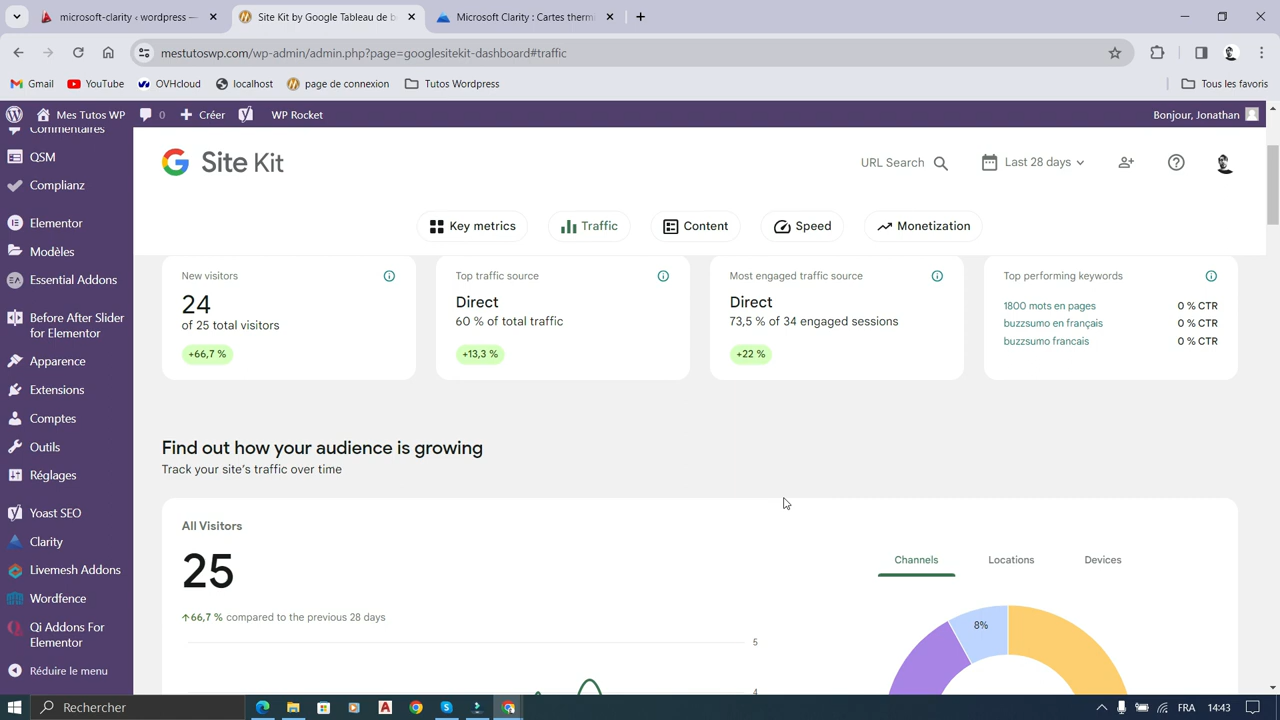 microsoft-clarity ‹ wordpress —
Site Kit by Google Tableau de b
Microsoft Clarity : Cartes therm
mestutoswp.com/wp-admin/admin.php?page=googlesitekit-dashboard#traffic
Gmail
YouTube
OVHcloud
localhost
page de connexion
Tutos Wordpress
Tous les favoris
Mes Tutos WP
0
Créer
WP Rocket
Bonjour, Jonathan
Commentaires
QSM
Complianz
Elementor
Modèles
Essential Addons
Before After Slider
for Elementor
Apparence
Extensions
Comptes
Outils
Réglages
Yoast SEO
Clarity
Livemesh Addons
Wordfence
Qi Addons For
Elementor
Réduire le menu
Site Kit
URL Search
Last 28 days
Key metrics
Traffic
Content
Speed
Monetization
New visitors
24
of 25 total visitors
+66,7 %
Top traffic source
Direct
60 % of total traffic
+13,3 %
Most engaged traffic source
Direct
73,5 % of 34 engaged sessions
+22 %
Top performing keywords
1800 mots en pages 0 % CTR
buzzsumo en français 0 % CTR
buzzsumo francais 0 % CTR
Find out how your audience is growing
Track your site's traffic over time
All Visitors
25
↑66,7 % compared to the previous 28 days
5
4
Channels
Locations
Devices
8%
Rechercher
FRA
14:43